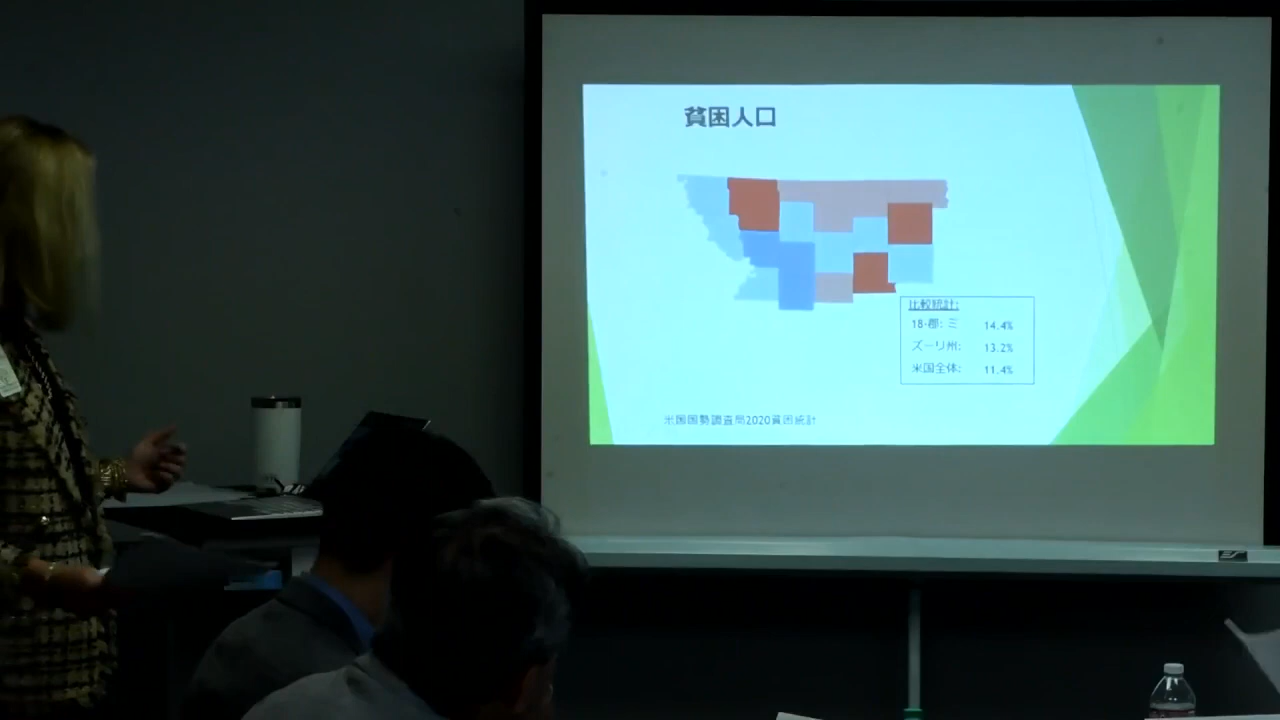 貧困人口
比較統計:
18-郡: ミ 14.4%
ズーリ州: 13.2%
米国全体: 11.4%
米国国勢調査局2020貧困統計